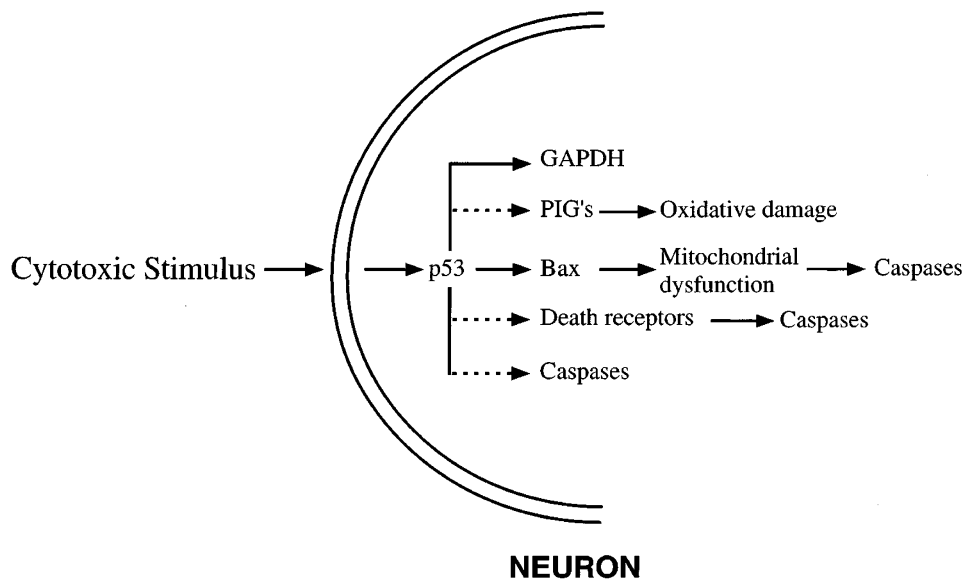 GAPDH
PIG's Oxidative damage
Cytotoxic Stimulus p53 Bax Mitochondrial dysfunction Caspases
Death receptors Caspases
Caspases
NEURON